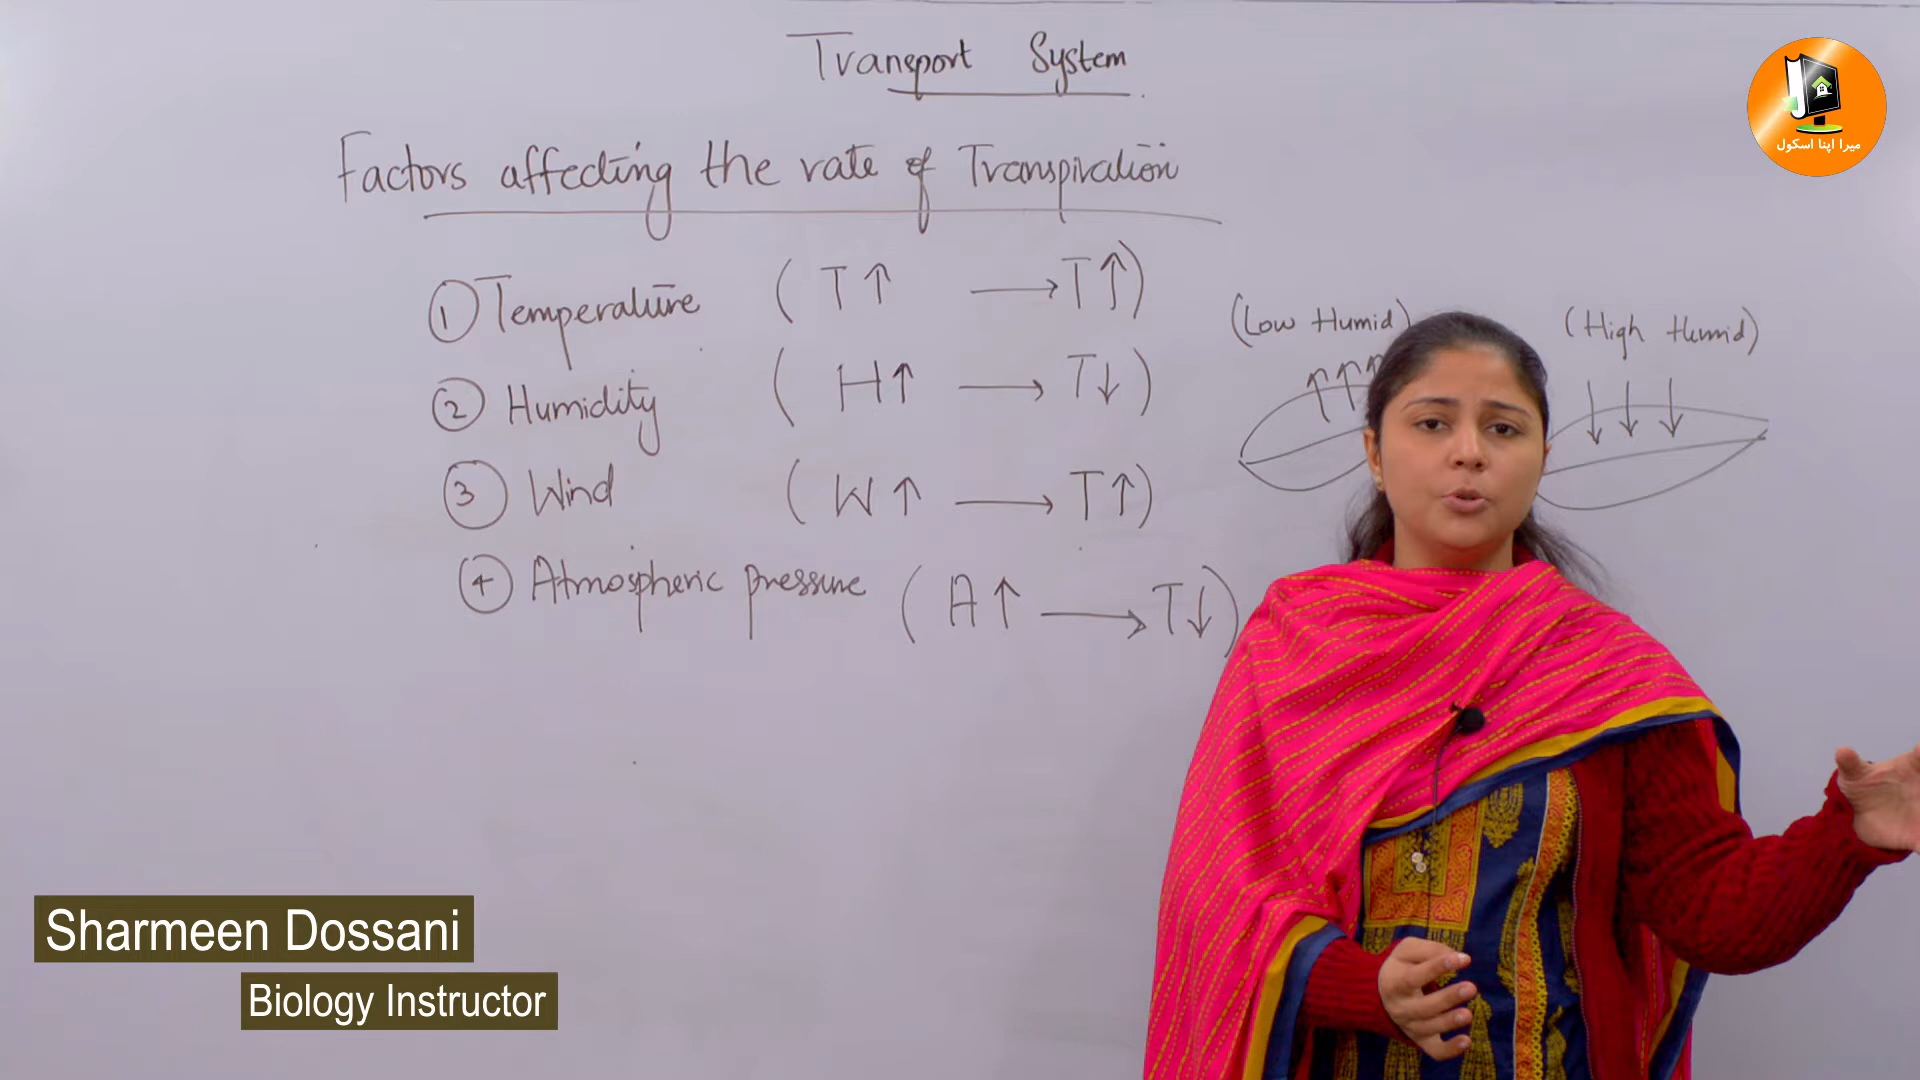 Transport System
Factors affecting the rate of Transpiration
1 Temperature ( T↑ → T↑)
2 Humidity ( H↑ → T↓)
3 Wind ( W↑ → T↑)
4 Atmospheric pressure ( A↑ → T↓)
(Low Humid)
(High Humid)
میرا اپنا اسکول
Sharmeen Dossani
Biology Instructor